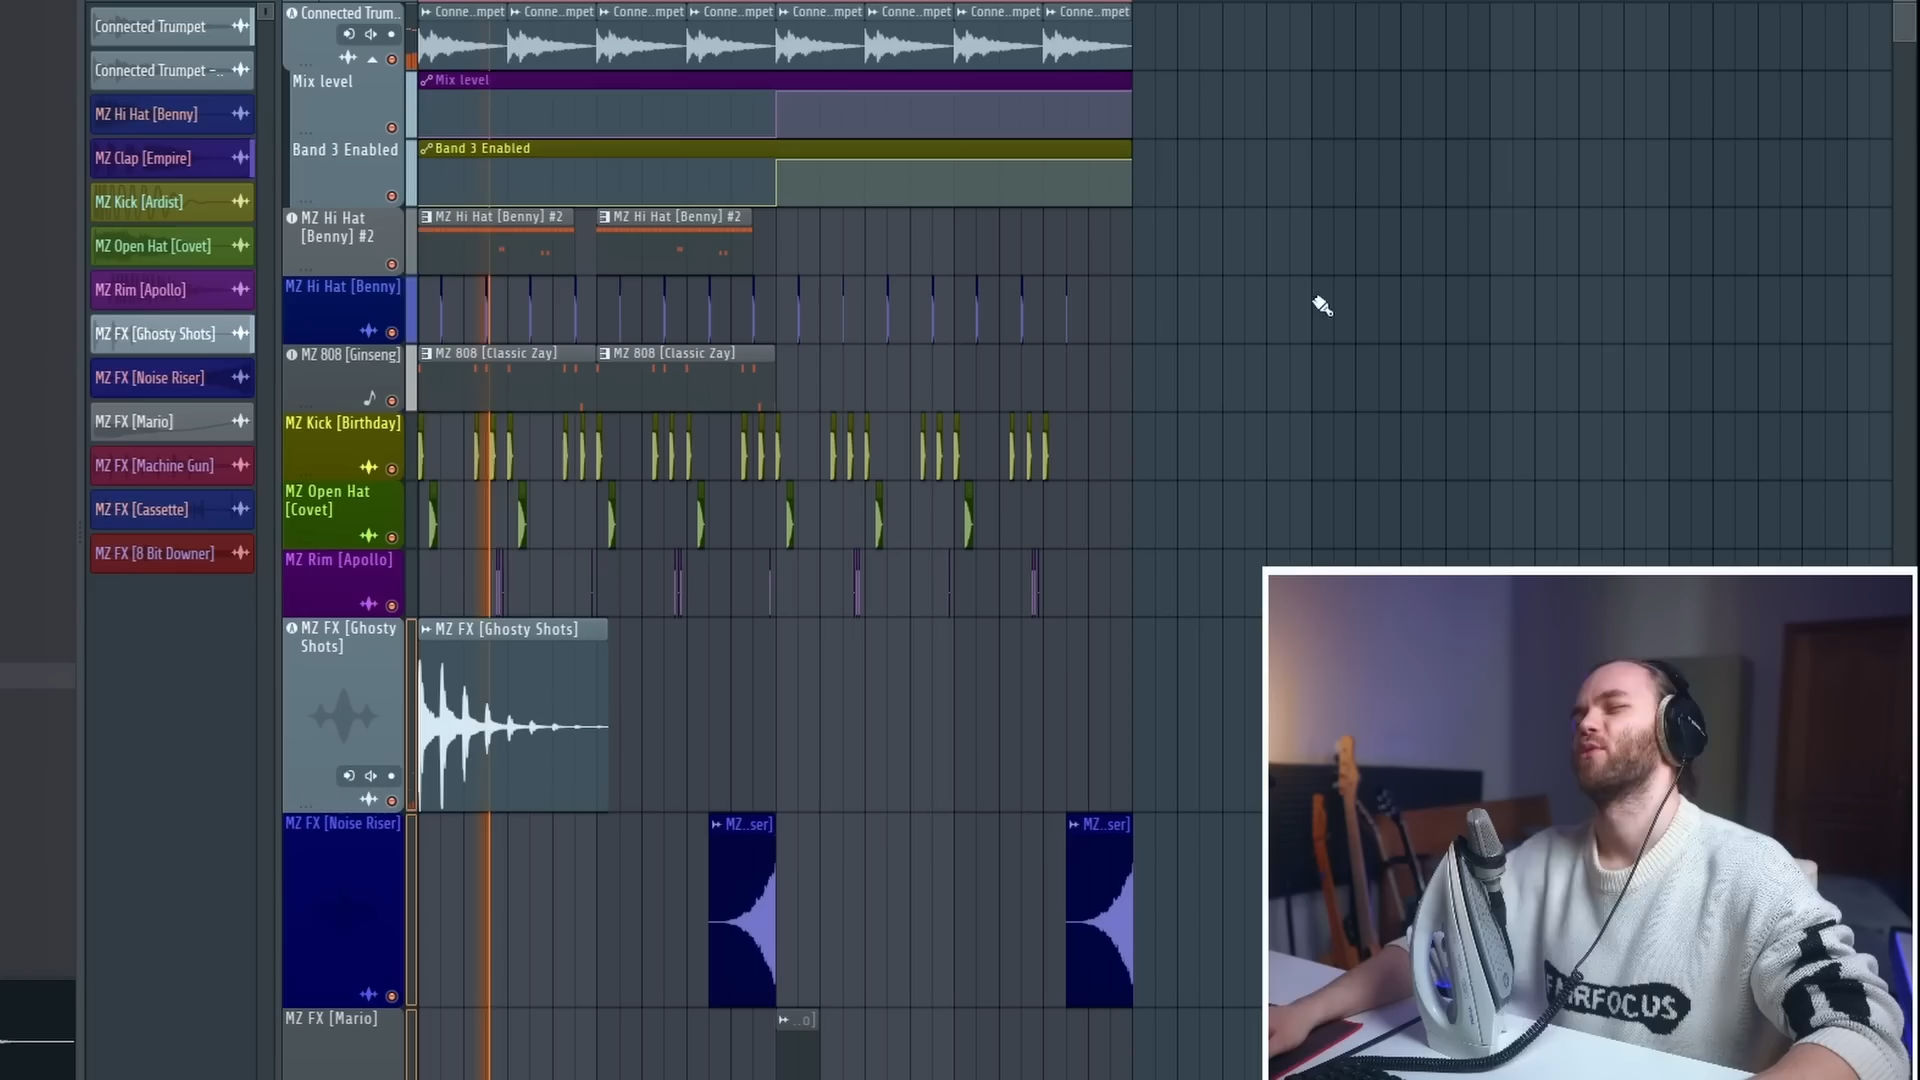 Connected Trumpet
Connected Trumpet -..
MZ Hi Hat [Benny]
MZ Clap [Empire]
MZ Kick [Ardist]
MZ Open Hat [Covet]
MZ Rim [Apollo]
MZ FX [Ghosty Shots]
MZ FX [Noise Riser]
MZ FX [Mario]
MZ FX [Machine Gun]
MZ FX [Cassette]
MZ FX [8 Bit Downer]
Connected Trum..
Conne..mpet Conne..mpet Conne..mpet Conne..mpet Conne..mpet Conne..mpet Conne..mpet Conne..mpet
Mix level
Mix level
Band 3 Enabled
Band 3 Enabled
MZ Hi Hat
[Benny] #2
MZ Hi Hat [Benny] #2 MZ Hi Hat [Benny] #2
MZ Hi Hat [Benny]
MZ 808 [Ginseng]
MZ 808 [Classic Zay] MZ 808 [Classic Zay]
MZ Kick [Birthday]
MZ Open Hat
[Covet]
MZ Rim [Apollo]
MZ FX [Ghosty
Shots]
MZ FX [Ghosty Shots]
MZ FX [Noise Riser]
MZ..ser] MZ..ser]
MZ FX [Mario]
..o]
FAIRFOCUS